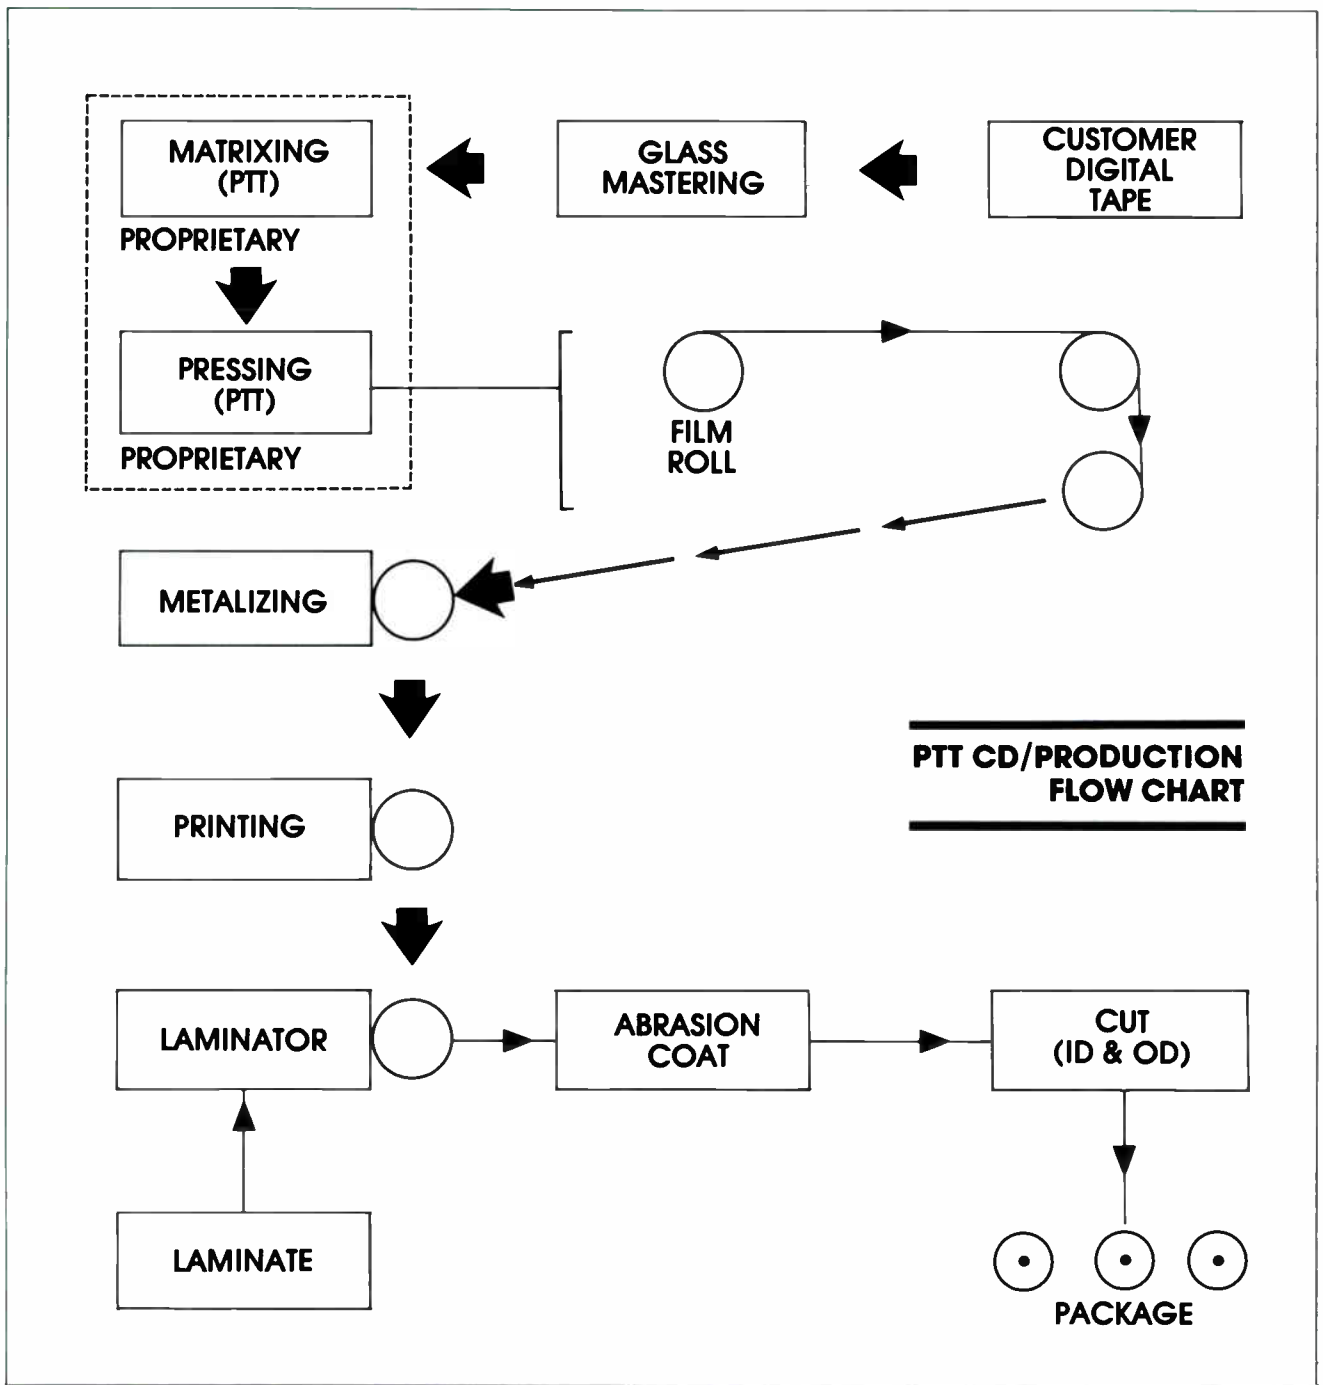 MATRIXING
(PTT)
PROPRIETARY
GLASS
MASTERING
CUSTOMER
DIGITAL
TAPE
PRESSING
(PTT)
PROPRIETARY
FILM
ROLL
METALIZING
PTT CD/PRODUCTION
FLOW CHART
PRINTING
LAMINATOR
ABRASION
COAT
CUT
(ID & OD)
LAMINATE
PACKAGE